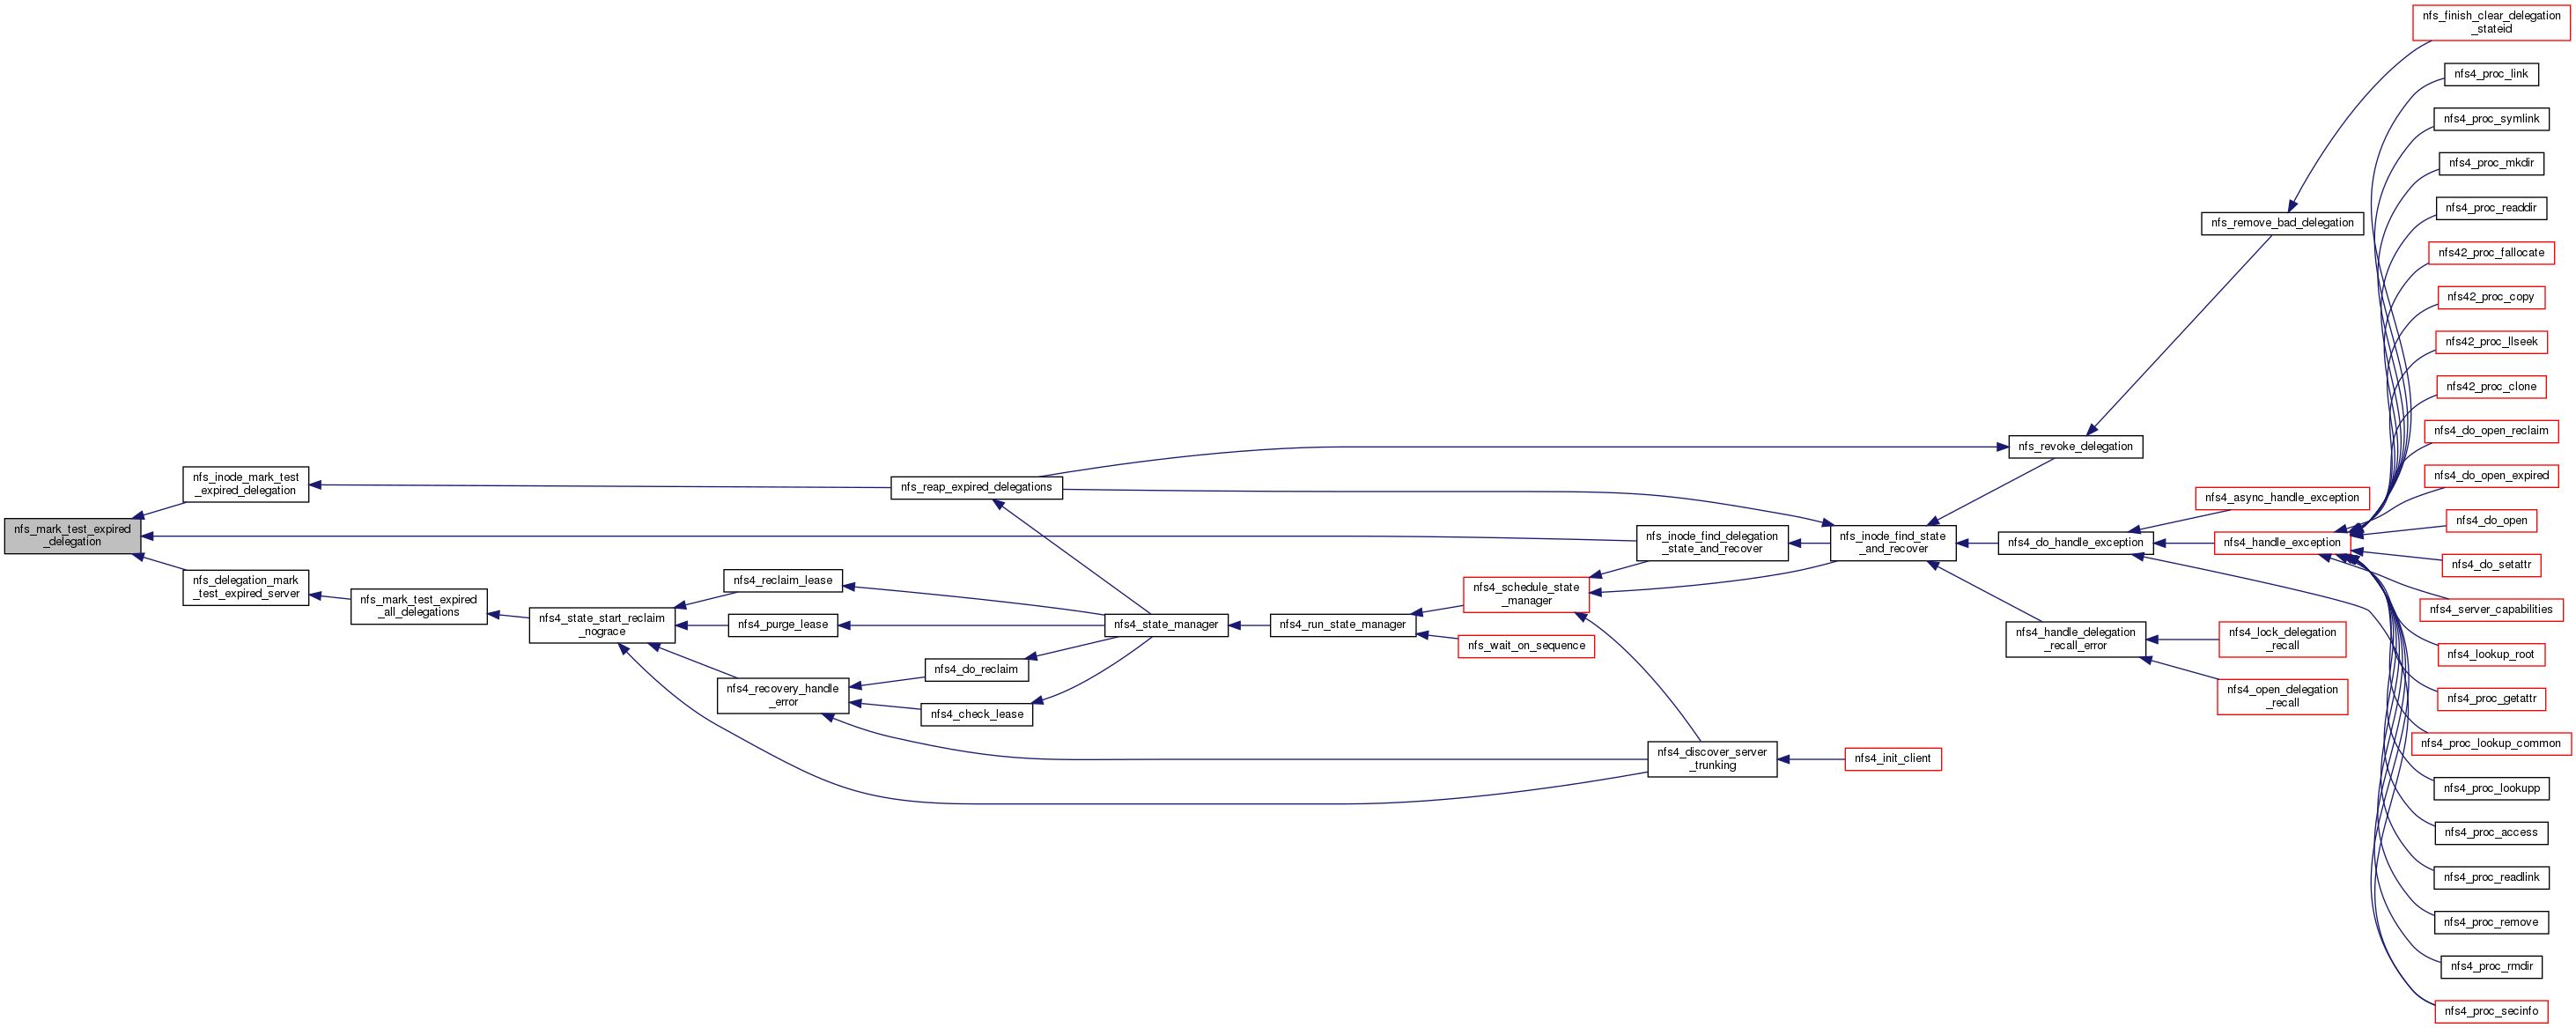 nfs_finish_clear_delegation
_stateid
nfs4_proc_link
nfs4_proc_symlink
nfs4_proc_mkdir
nfs4_proc_readdir
nfs_remove_bad_delegation
nfs42_proc_fallocate
nfs42_proc_copy
nfs42_proc_llseek
nfs42_proc_clone
nfs4_do_open_reclaim
nfs_revoke_delegation
nfs_inode_mark_test
_expired_delegation
nfs_reap_expired_delegations
nfs4_do_open_expired
nfs4_async_handle_exception
nfs4_do_open
nfs_mark_test_expired
_delegation
nfs_inode_find_delegation
_state_and_recover
nfs_inode_find_state
_and_recover
nfs4_do_handle_exception
nfs4_handle_exception
nfs4_do_setattr
nfs_delegation_mark
_test_expired_server
nfs_mark_test_expired
_all_delegations
nfs4_reclaim_lease
nfs4_schedule_state
_manager
nfs4_server_capabilities
nfs4_state_start_reclaim
_nograce
nfs4_purge_lease
nfs4_state_manager
nfs4_run_state_manager
nfs_wait_on_sequence
nfs4_handle_delegation
_recall_error
nfs4_lock_delegation
_recall
nfs4_lookup_root
nfs4_do_reclaim
nfs4_recovery_handle
_error
nfs4_open_delegation
_recall
nfs4_proc_getattr
nfs4_check_lease
nfs4_proc_lookup_common
nfs4_discover_server
_trunking
nfs4_init_client
nfs4_proc_lookupp
nfs4_proc_access
nfs4_proc_readlink
nfs4_proc_remove
nfs4_proc_rmdir
nfs4_proc_secinfo